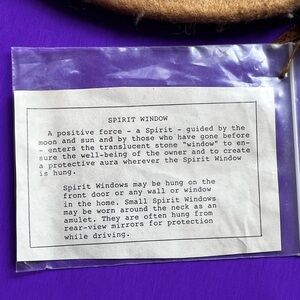 SPIRIT WINDOW
A positive force - a Spirit - guided by the
moon and sun and by those who have gone before
- enters the translucent stone "window" to en-
sure the well-being of the owner and to create
a protective aura wherever the Spirit Window
is hung.
Spirit Windows may be hung on the
front door or any wall or window
in the home. Small Spirit Windows
may be worn around the neck as an
amulet. They are often hung from
rear-view mirrors for protection
while driving.